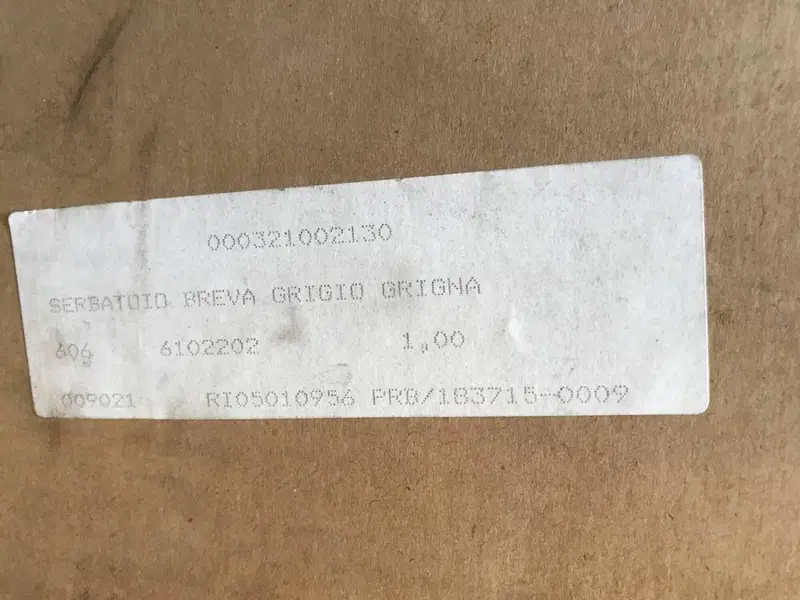 000321002130
SERBATOIO BREVA GRIGIO GRIGNA
606 6102202 1,00
009021 RI05010956 PRB/183715-0009